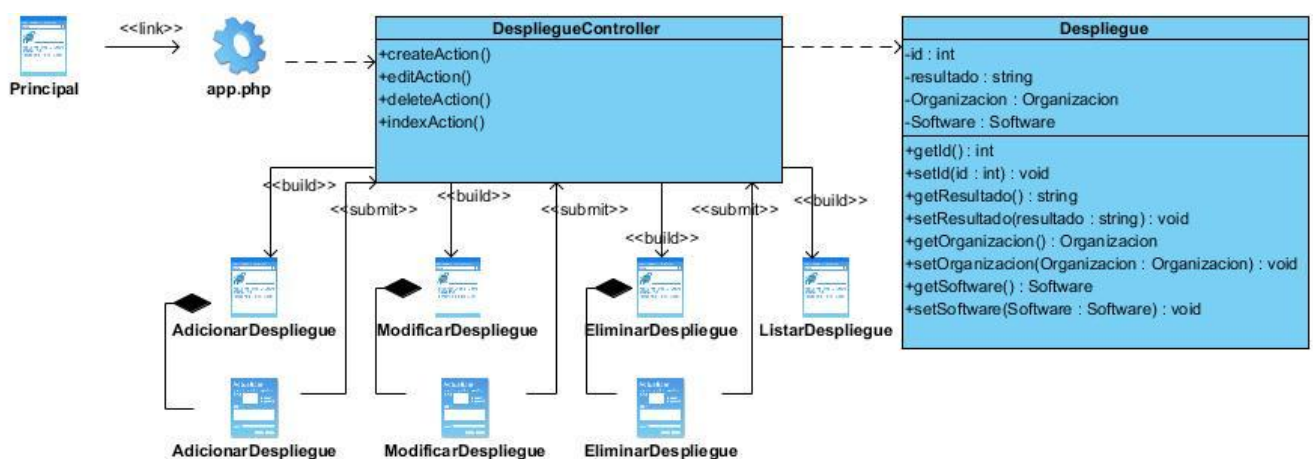 <<link>>
Principal
app.php
DespliegueController
+createAction()
+editAction()
+deleteAction()
+indexAction()
Despliegue
-id : int
-resultado : string
-Organizacion : Organizacion
-Software : Software
+getId() : int
+setId(id : int) : void
+getResultado() : string
+setResultado(resultado : string) : void
+getOrganizacion() : Organizacion
+setOrganizacion(Organizacion : Organizacion) : void
+getSoftware() : Software
+setSoftware(Software : Software) : void
<<build>>
<<submit>>
<<build>>
<<submit>>
<<build>>
<<submit>>
<<build>>
AdicionarDespliegue
ModificarDespliegue
EliminarDespliegue
ListarDespliegue
AdicionarDespliegue
ModificarDespliegue
EliminarDespliegue